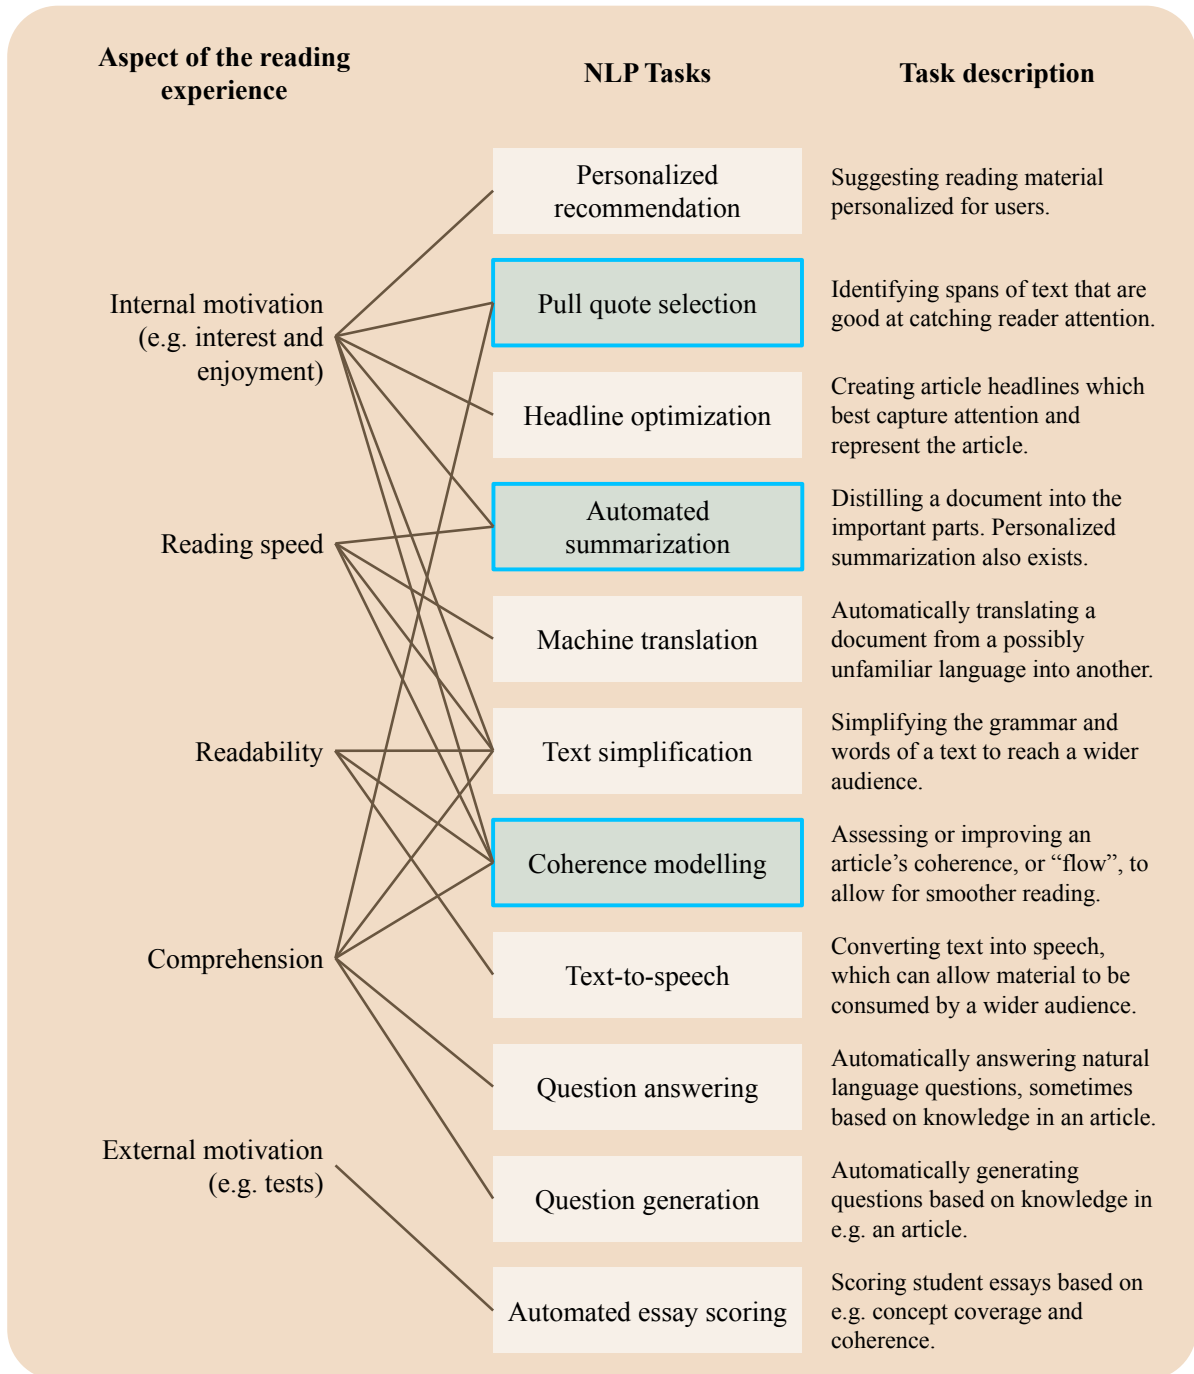 Aspect of the reading
experience
NLP Tasks
Task description
Internal motivation
(e.g. interest and
enjoyment)
Reading speed
Readability
Comprehension
External motivation
(e.g. tests)
Personalized
recommendation
Suggesting reading material
personalized for users.
Pull quote selection
Identifying spans of text that are
good at catching reader attention.
Headline optimization
Creating article headlines which
best capture attention and
represent the article.
Automated
summarization
Distilling a document into the
important parts. Personalized
summarization also exists.
Machine translation
Automatically translating a
document from a possibly
unfamiliar language into another.
Text simplification
Simplifying the grammar and
words of a text to reach a wider
audience.
Coherence modelling
Assessing or improving an
article’s coherence, or “flow”, to
allow for smoother reading.
Text-to-speech
Converting text into speech,
which can allow material to be
consumed by a wider audience.
Question answering
Automatically answering natural
language questions, sometimes
based on knowledge in an article.
Question generation
Automatically generating
questions based on knowledge in
e.g. an article.
Automated essay scoring
Scoring student essays based on
e.g. concept coverage and
coherence.